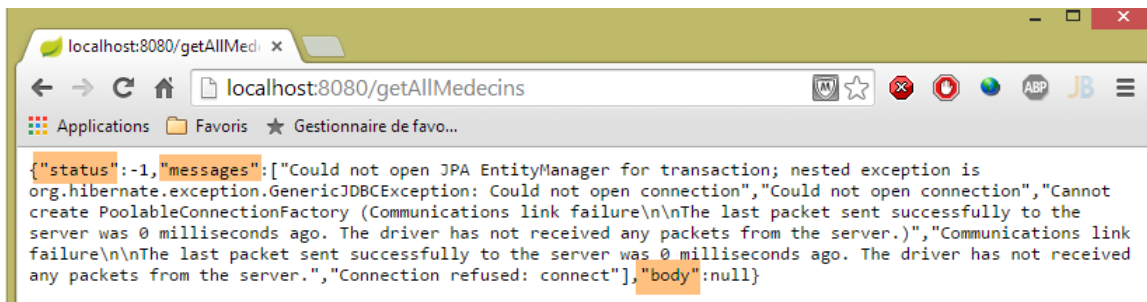 localhost:8080/getAllMed
localhost:8080/getAllMedecins
ABP
JB
Applications Favoris Gestionnaire de favo...
{"status":-1,"messages":["Could not open JPA EntityManager for transaction; nested exception is
org.hibernate.exception.GenericJDBCException: Could not open connection","Could not open connection","Cannot
create PoolableConnectionFactory (Communications link failure\n\nThe last packet sent successfully to the
server was 0 milliseconds ago. The driver has not received any packets from the server.)","Communications link
failure\n\nThe last packet sent successfully to the server was 0 milliseconds ago. The driver has not received
any packets from the server.","Connection refused: connect"],"body":null}